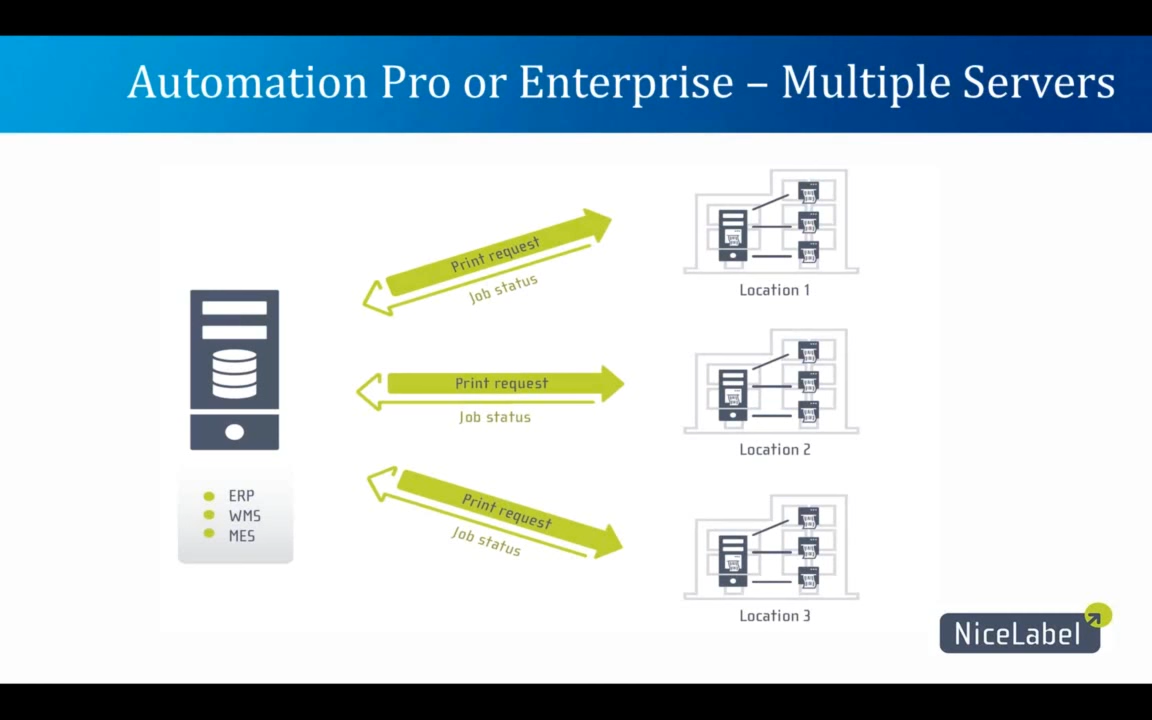 Automation Pro or Enterprise – Multiple Servers
Print request
Job status
Location 1
Print request
Job status
Location 2
ERP
WMS
MES
Print request
Job status
Location 3
NiceLabel